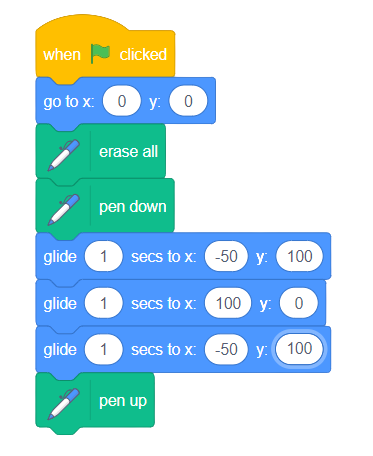 when clicked
go to x: 0 y: 0
erase all
pen down
glide 1 secs to x: -50 y: 100
glide 1 secs to x: 100 y: 0
glide 1 secs to x: -50 y: 100
pen up